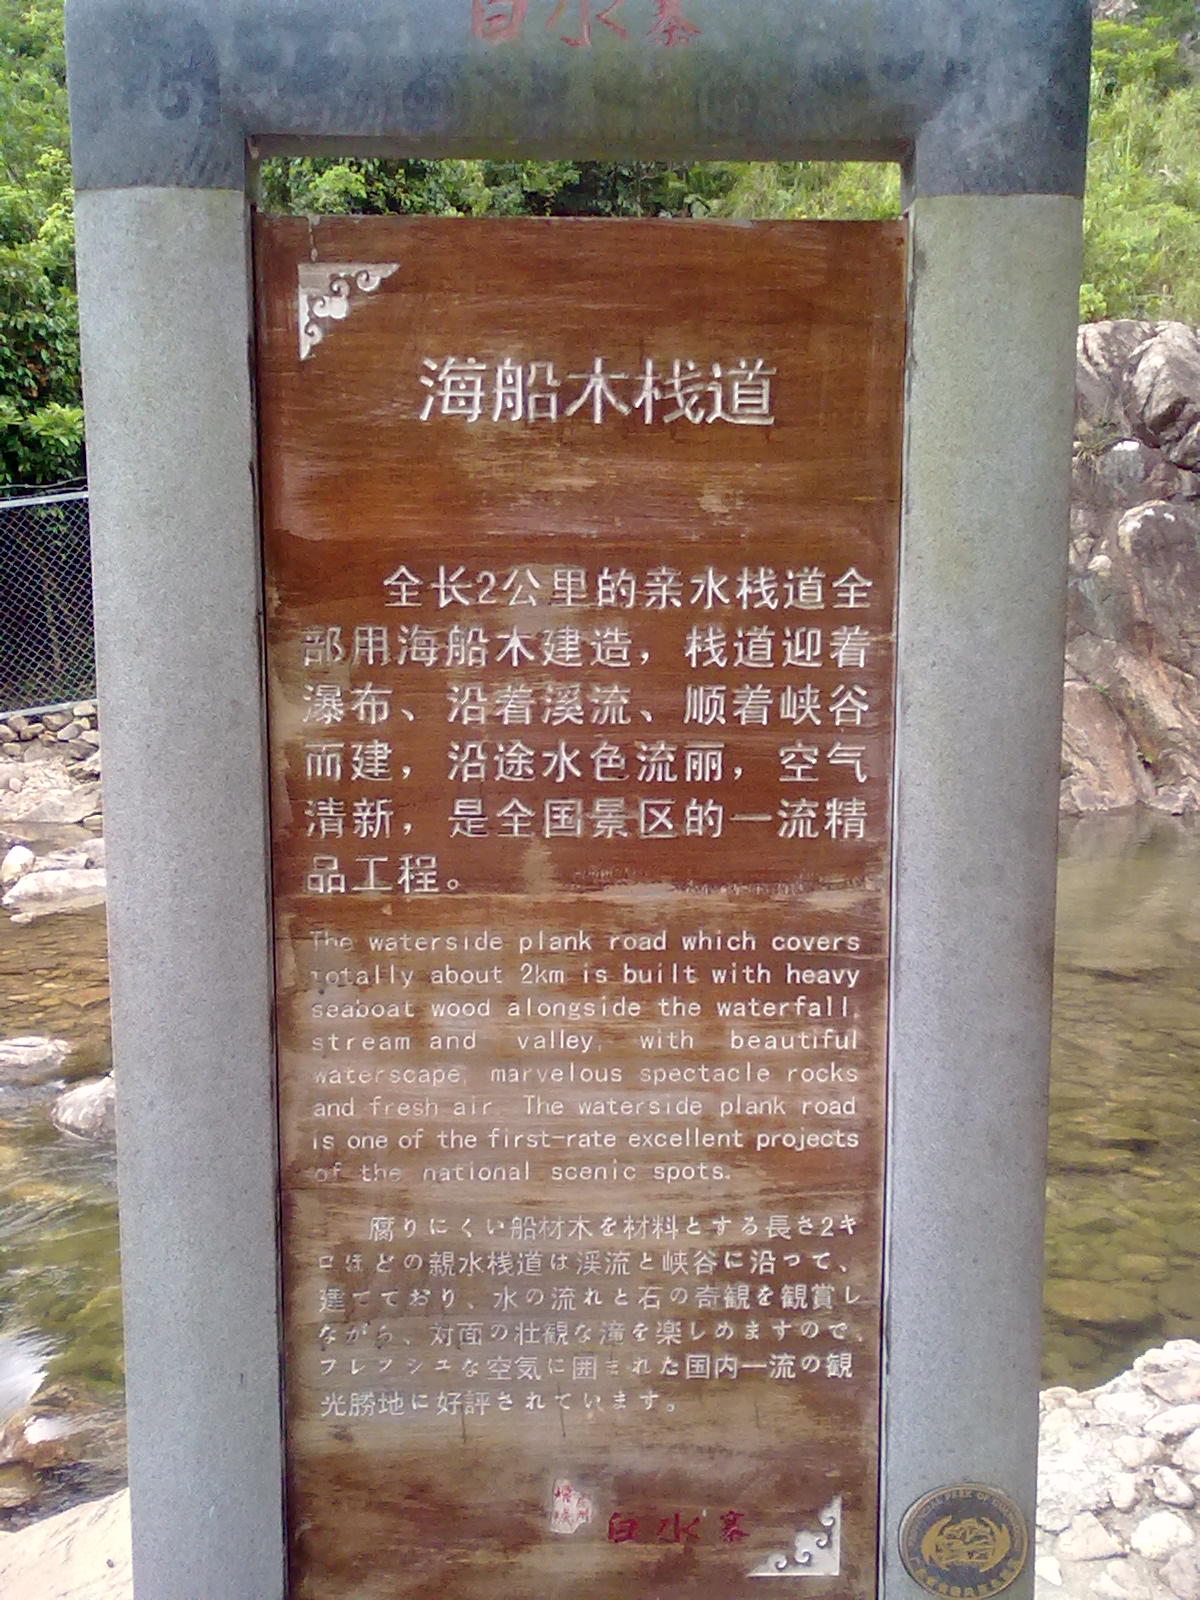 白水寨
海船木栈道
全长2公里的亲水栈道全
部用海船木建造，栈道迎着
瀑布、沿着溪流、顺着峡谷
而建，沿途水色流丽，空气
清新，是全国景区的一流精
品工程。
The waterside plank road which covers
totally about 2km is built with heavy
seaboat wood alongside the waterfall,
stream and valley, with beautiful
waterscape, marvelous spectacle rocks
and fresh air. The waterside plank road
is one of the first-rate excellent projects
of the national scenic spots.
腐りにくい船材木を材料とする長さ2キ
ロほどの親水桟道は渓流と峡谷に沿って、
建てており、水の流れと石の奇観を観賞し
ながら、対面の壮観な滝を楽しめますので、
フレッシュな空気に囲まれた国内一流の観
光勝地に好評されています。
白水寨
PARK OF